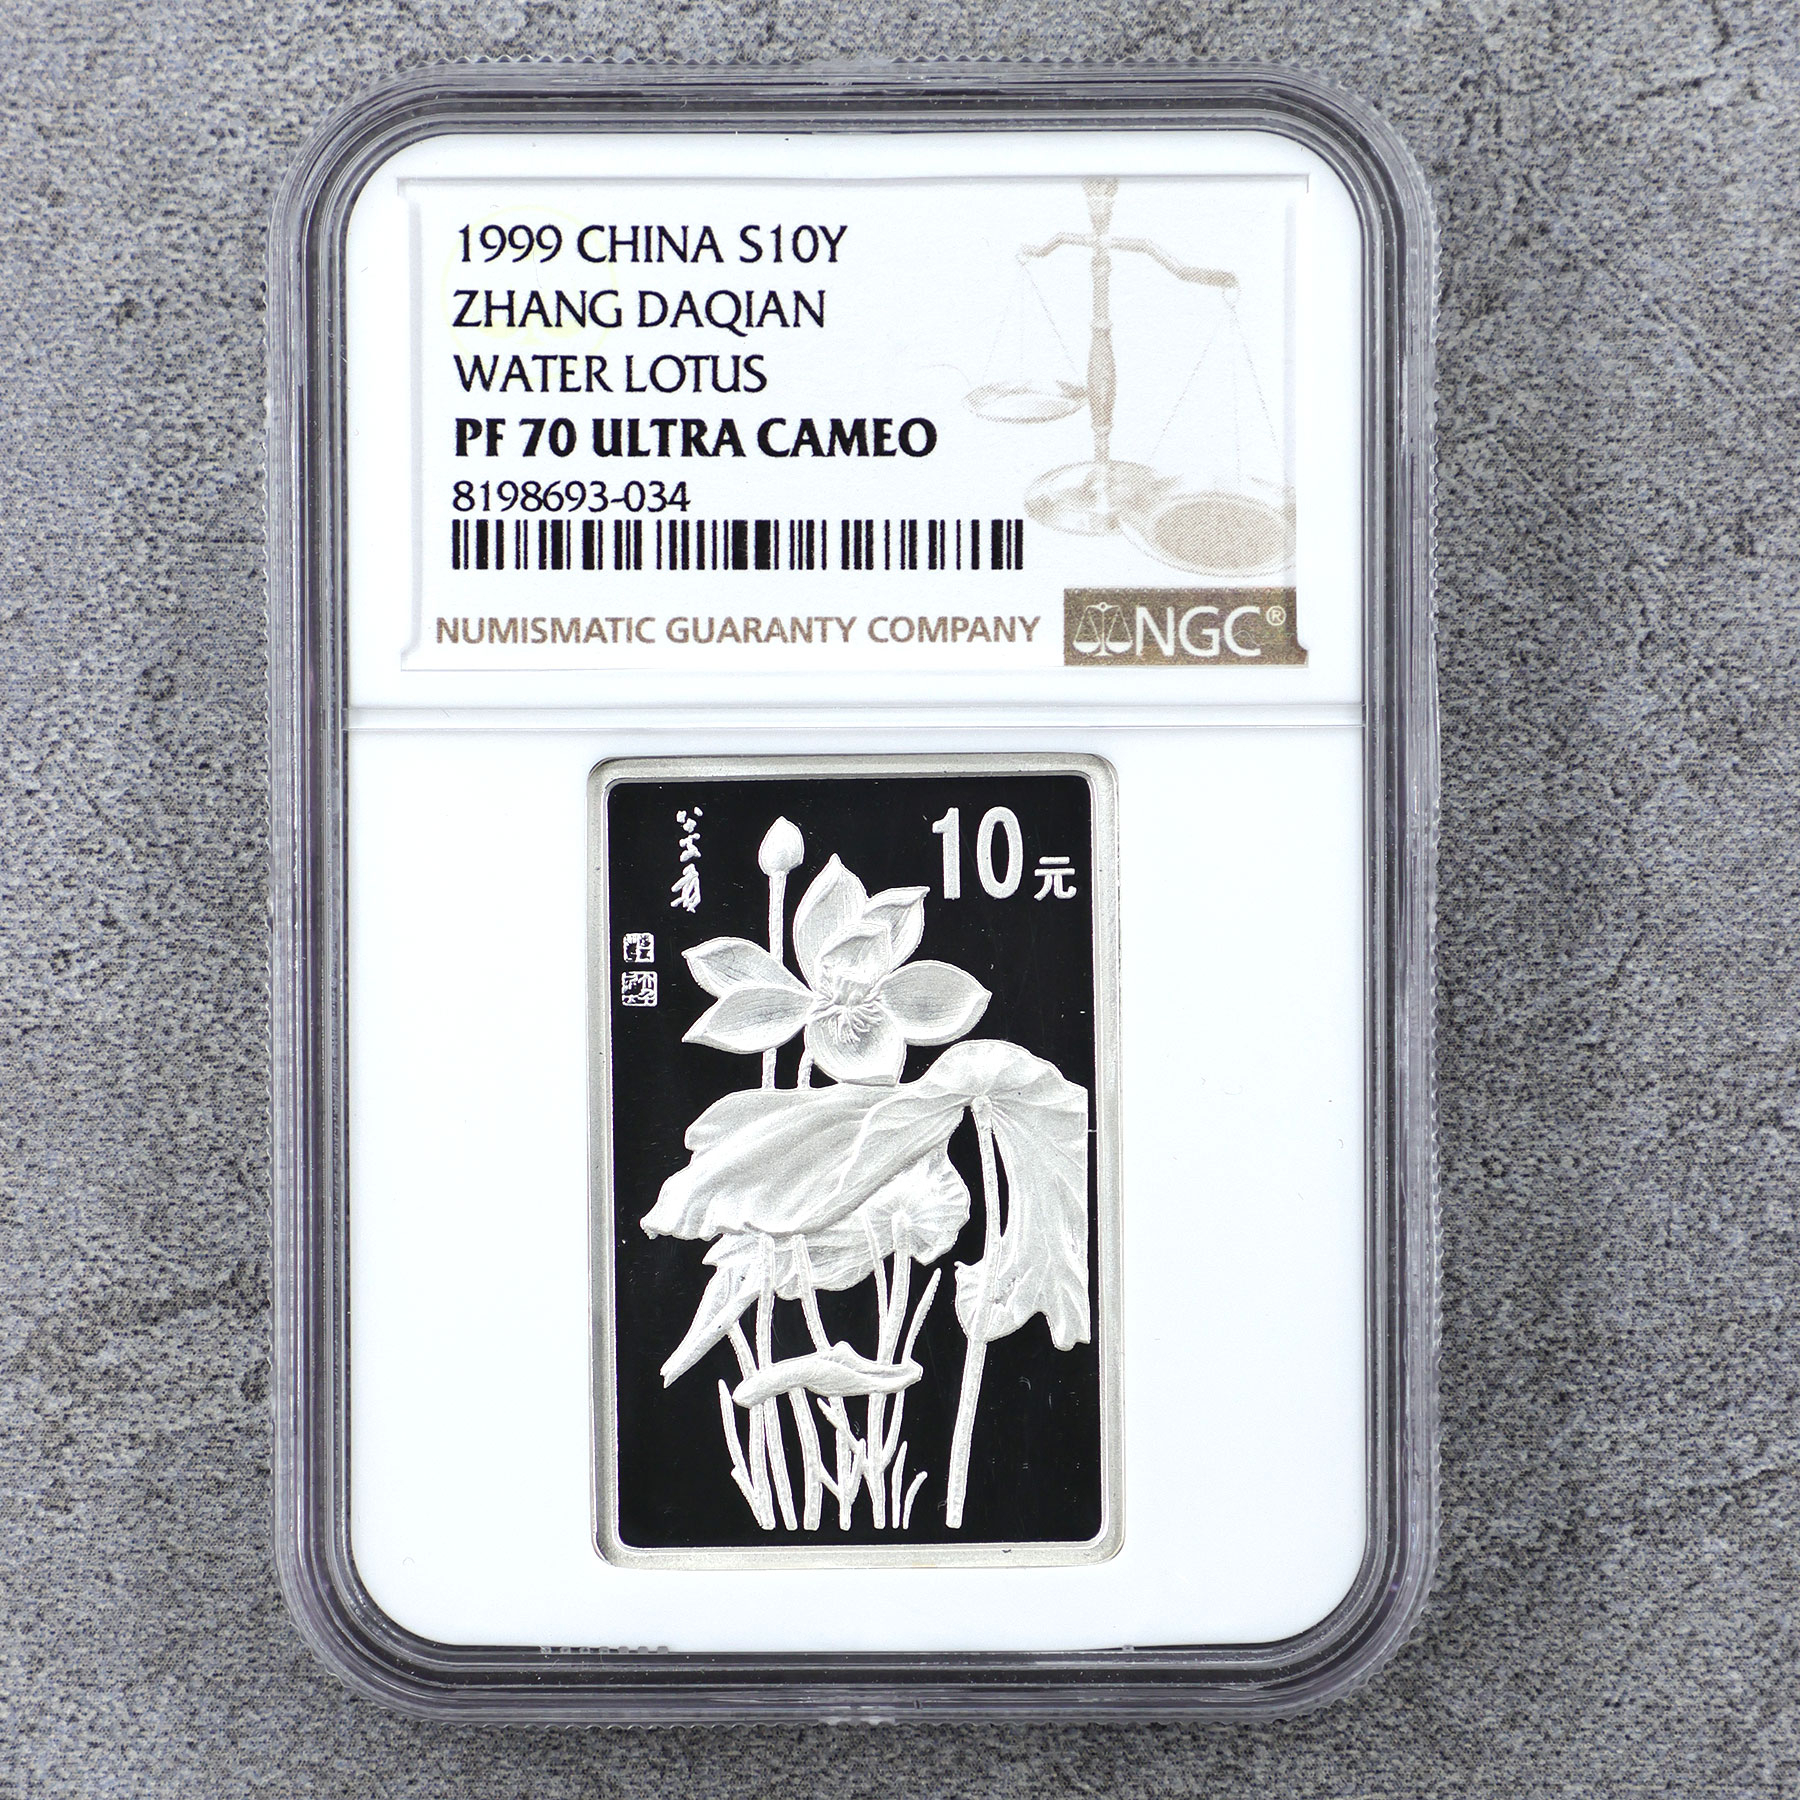 1999 CHINA S10Y
ZHANG DAQIAN
WATER LOTUS
PF 70 ULTRA CAMEO
8198693-034
NUMISMATIC GUARANTY COMPANY
NGC®
10元